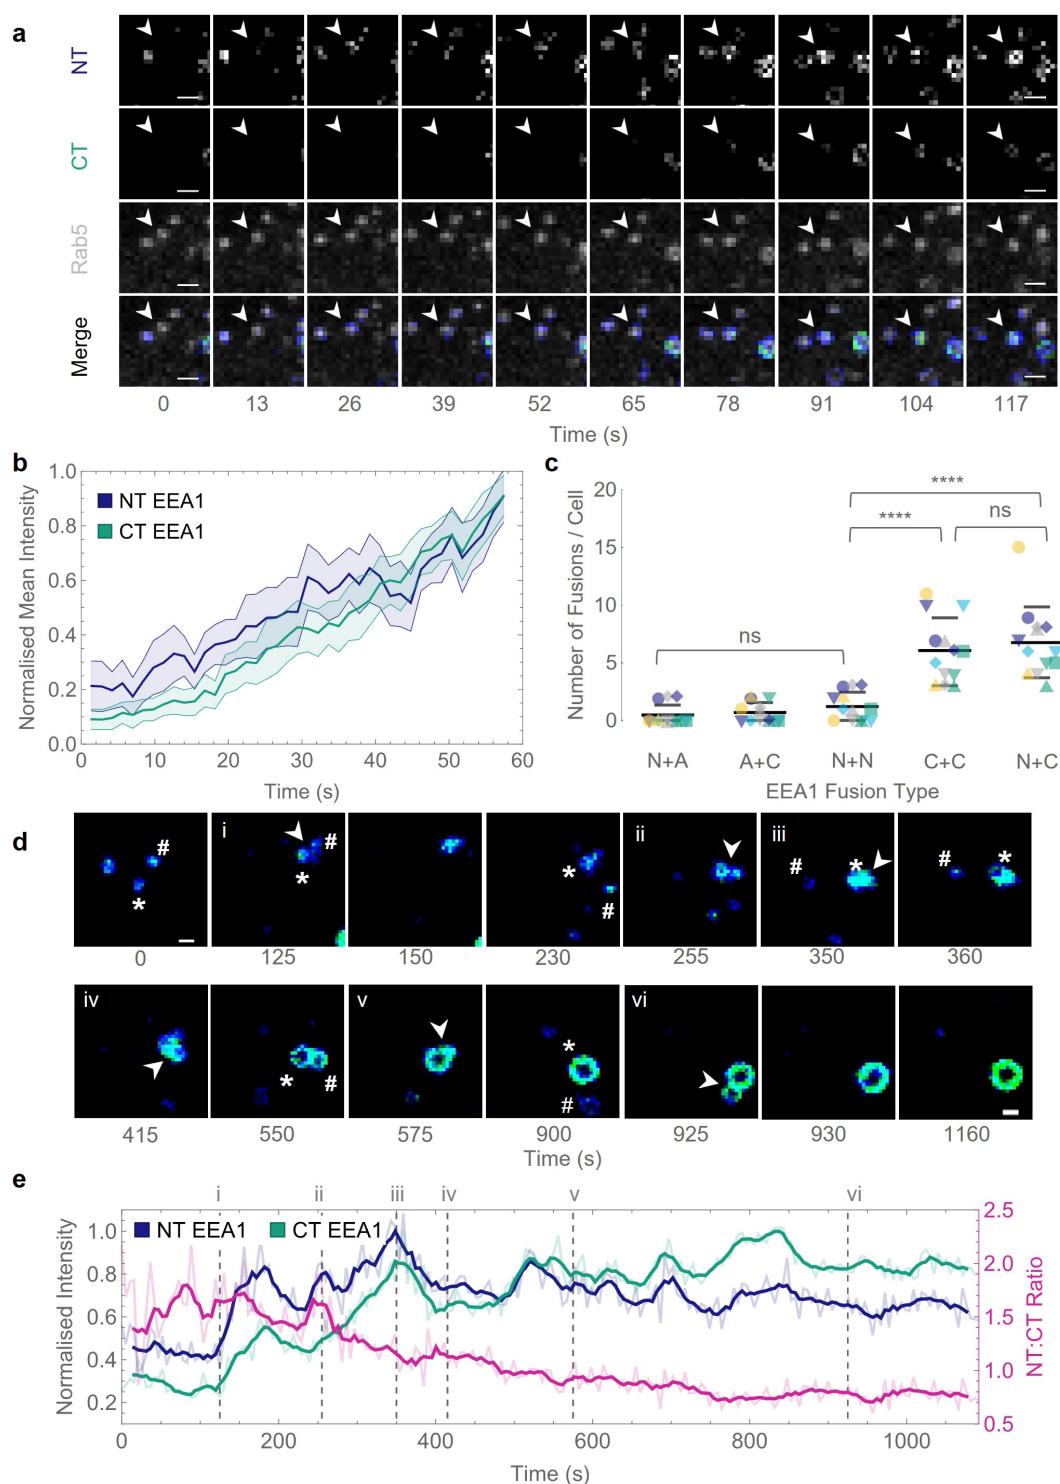 a
NT
CT
Rab5
Merge
0 13 26 39 52 65 78 91 104 117
Time (s)
b
Normalised Mean Intensity
1.0
0.8
0.6
0.4
0.2
0.0
NT EEA1
CT EEA1
0 10 20 30 40 50 60
Time (s)
c
Number of Fusions / Cell
20
15
10
5
0
****
**** ns
ns
N+A A+C N+N C+C N+C
EEA1 Fusion Type
d
# * i # * * # ii # iii * # *
0 125 150 230 255 350 360
iv * # v * # vi
415 550 575 900 925 930 1160
Time (s)
e
i ii iii iv v vi
Normalised Intensity
1.0
0.8
0.6
0.4
0.2
NT EEA1 CT EEA1
2.5
2.0
1.5
1.0
0.5
NT:CT Ratio
0 200 400 600 800 1000
Time (s)